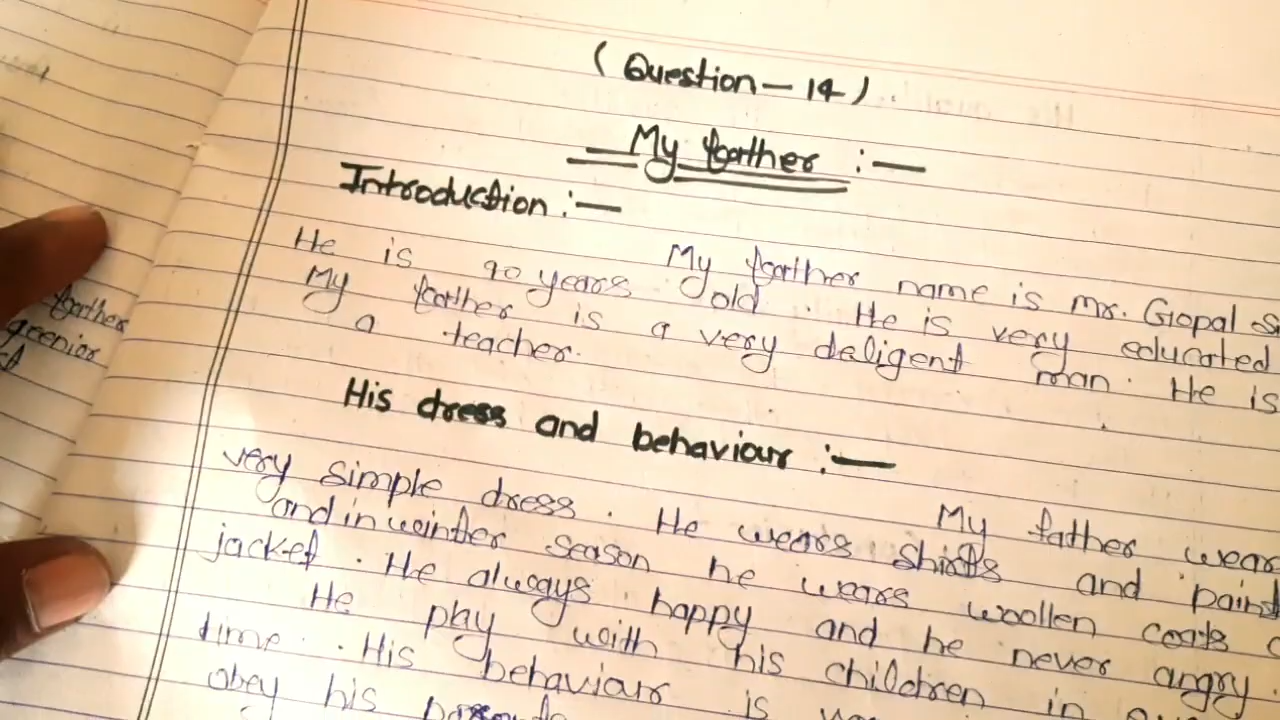 (Question — 14)
My father :—
Introduction :—
My father name is Mr. Gopal
He is 40 years old . He is very educated
My father is a very deligent man. He is
a teacher.
His dress and behaviour :—
My father wear
very simple dress . He wears shirts and paint
and in winter season he wears woollen coats
jacket . He always happy and he never angry.
He play with his children in
time . His behaviour is
obey his
father